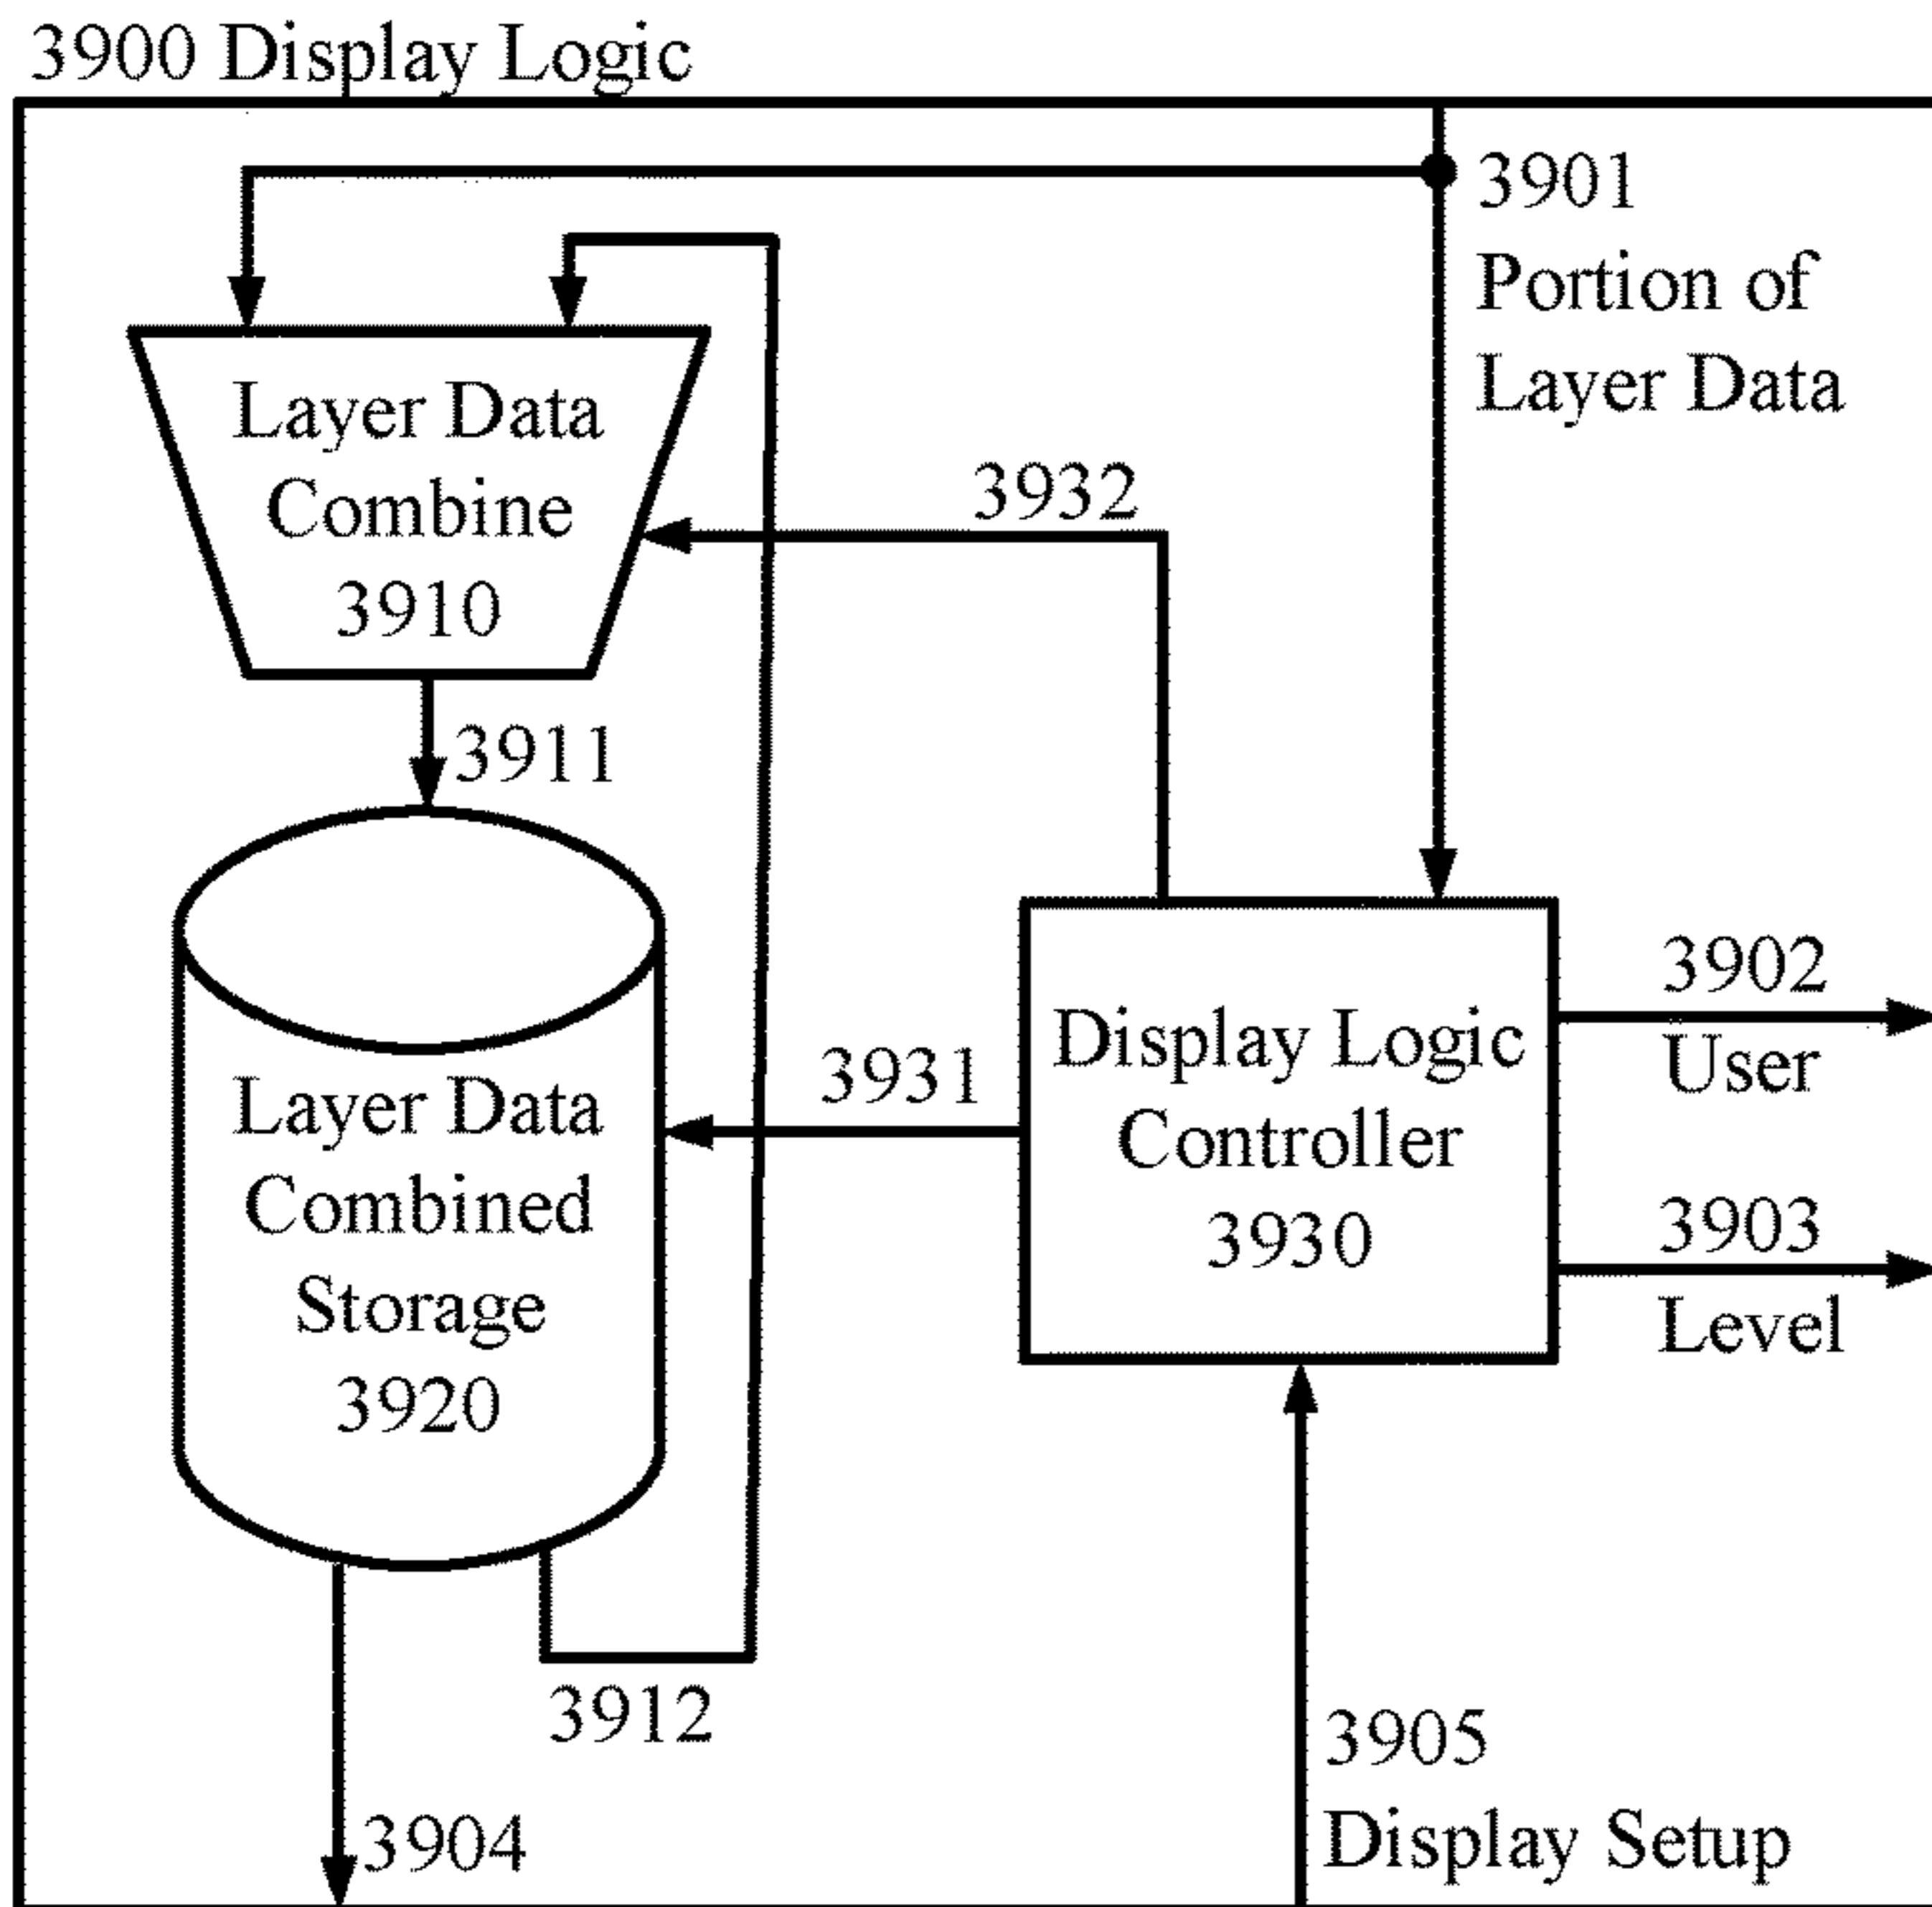 3900 Display Logic
3901
Portion of
Layer Data
Layer Data
Combine
3910
3932
3911
Layer Data
Combined
Storage
3920
3931
Display Logic
Controller
3930
3902
User
3903
Level
3912
3904
3905
Display Setup